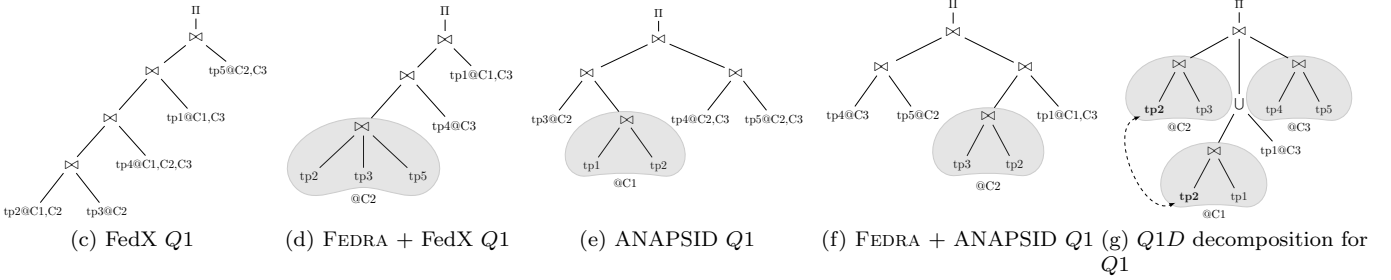 Π
⋈
tp5@C2,C3
⋈
tp1@C1,C3
⋈
tp4@C1,C2,C3
⋈
tp2@C1,C2
tp3@C2
(c) FedX Q1
Π
⋈
tp1@C1,C3
⋈
tp4@C3
⋈
tp2 tp3 tp5
@C2
(d) FEDRA + FedX Q1
Π
⋈
⋈ ⋈
tp3@C2
⋈
tp4@C2,C3
tp5@C2,C3
tp1 tp2
@C1
(e) ANAPSID Q1
Π
⋈
⋈ ⋈
tp4@C3
tp5@C2
⋈
tp1@C1,C3
tp3 tp2
@C2
(f) FEDRA + ANAPSID Q1
Π
⋈
⋈ ⋈
tp2 tp3
@C2
∪
tp4 tp5
@C3
⋈
tp1@C3
tp2 tp1
@C1
(g) Q1D decomposition for
Q1